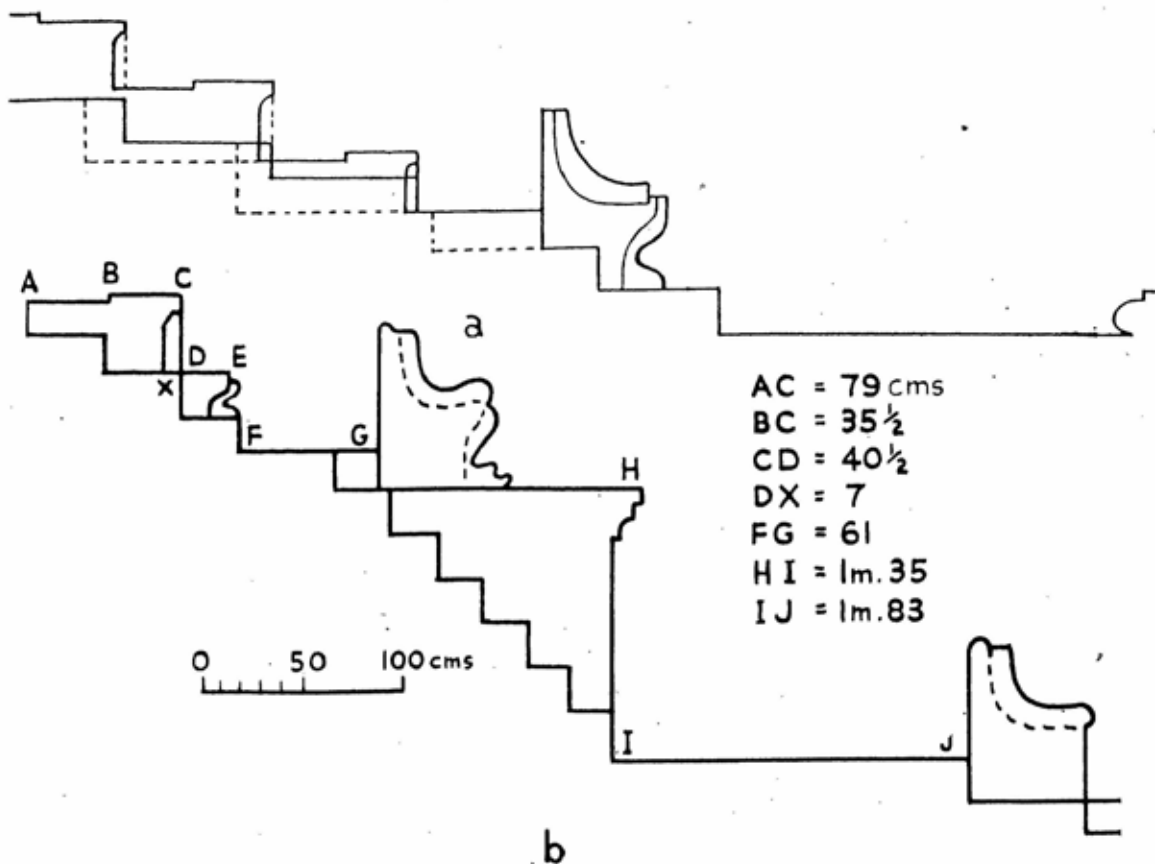 A B C
a
X D E
F G
H
AC = 79 cms
BC = 35½
CD = 40½
DX = 7
FG = 61
HI = 1m.35
IJ = 1m.83
0 50 100 cms
I J
b